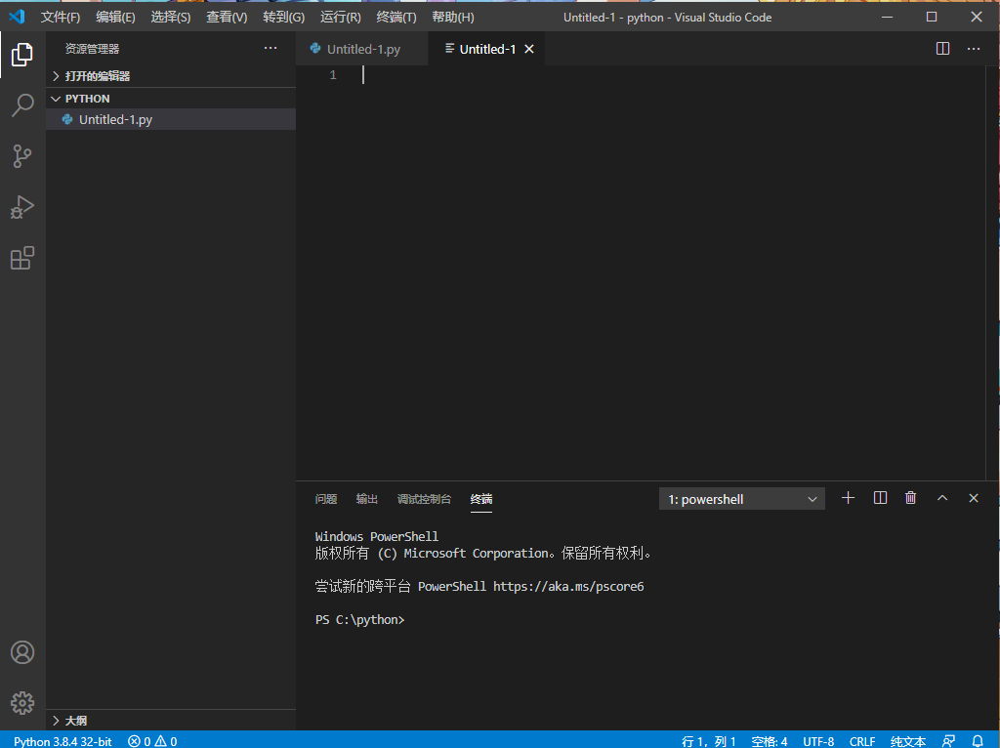 文件(F) 编辑(E) 选择(S) 查看(V) 转到(G) 运行(R) 终端(T) 帮助(H) Untitled-1 - python - Visual Studio Code
资源管理器
打开的编辑器
PYTHON
Untitled-1.py
Untitled-1.py Untitled-1
1
问题 输出 调试控制台 终端 1: powershell
Windows PowerShell
版权所有 (C) Microsoft Corporation。保留所有权利。
尝试新的跨平台 PowerShell https://aka.ms/pscore6
PS C:\python>
大纲
Python 3.8.4 32-bit 0 0 行 1，列 1 空格: 4 UTF-8 CRLF 纯文本